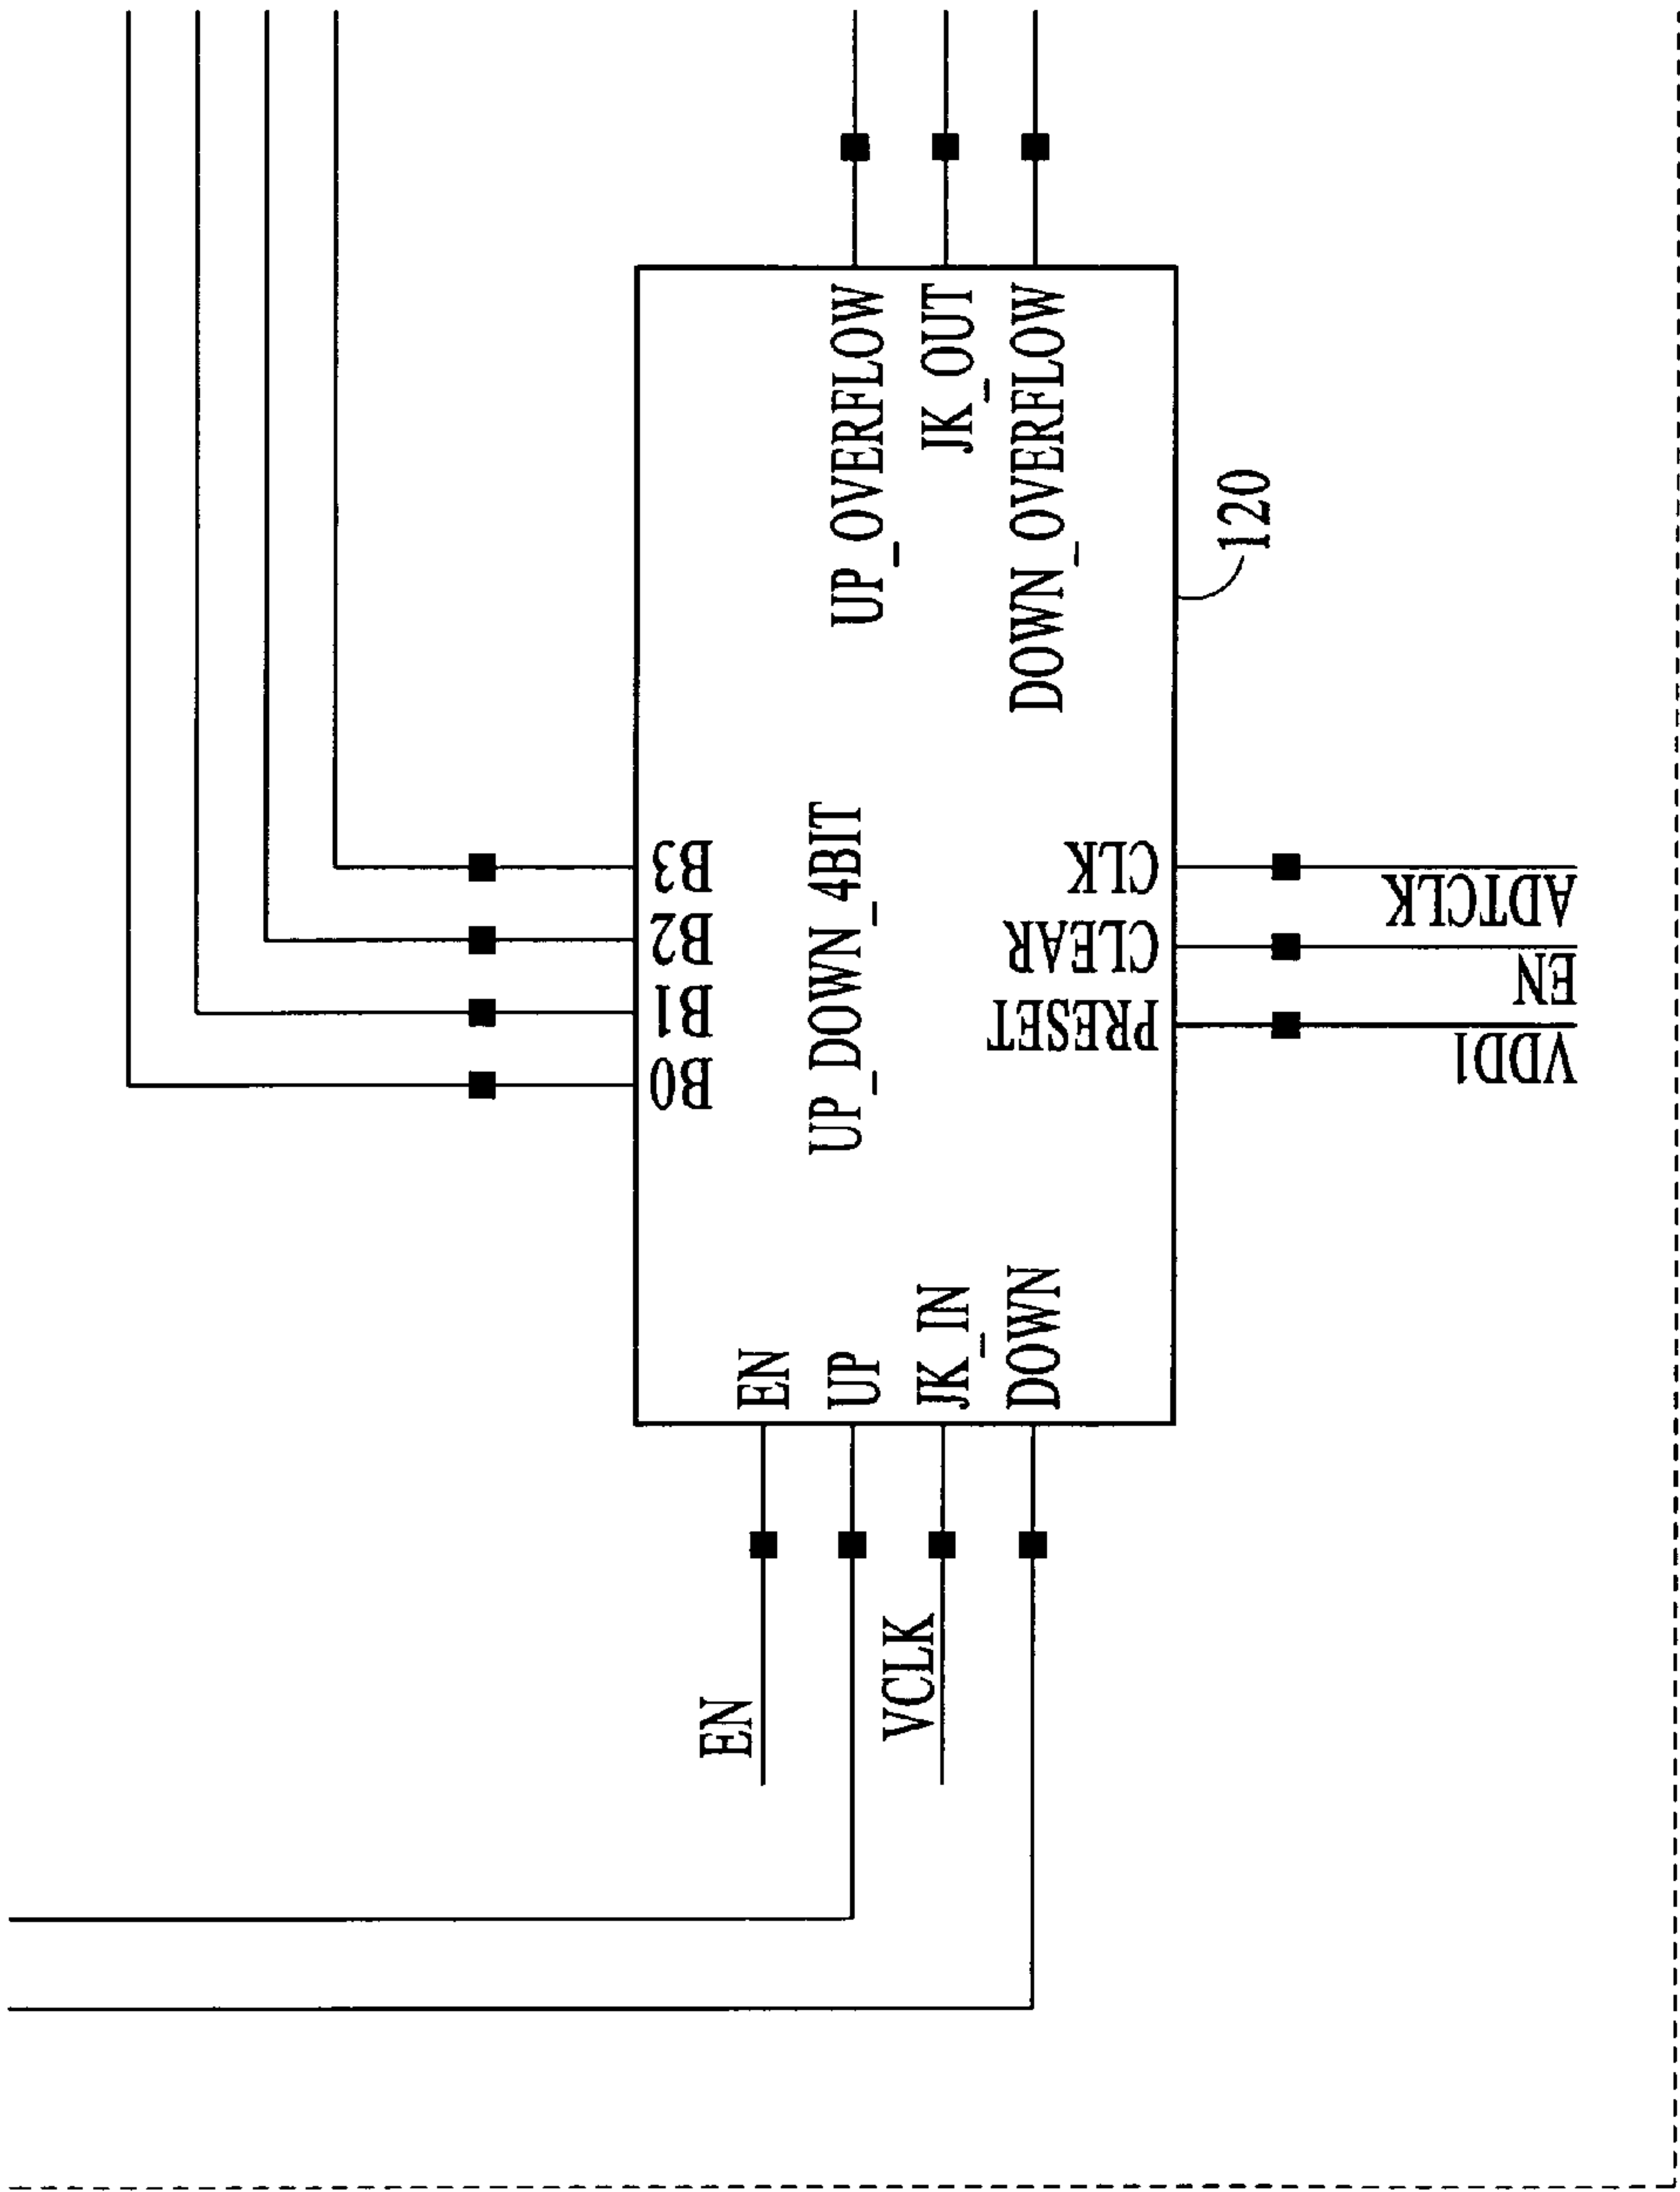 B0
B1
B2
B3
EN
EN
UP
UP_DOWN_4BIT
UP_OVERFLOW
VCLK
JK_IN
JK_OUT
DOWN
DOWN_OVERFLOW
PRESET
CLEAR
CLK
120
VDD1
EN
ADTCLK